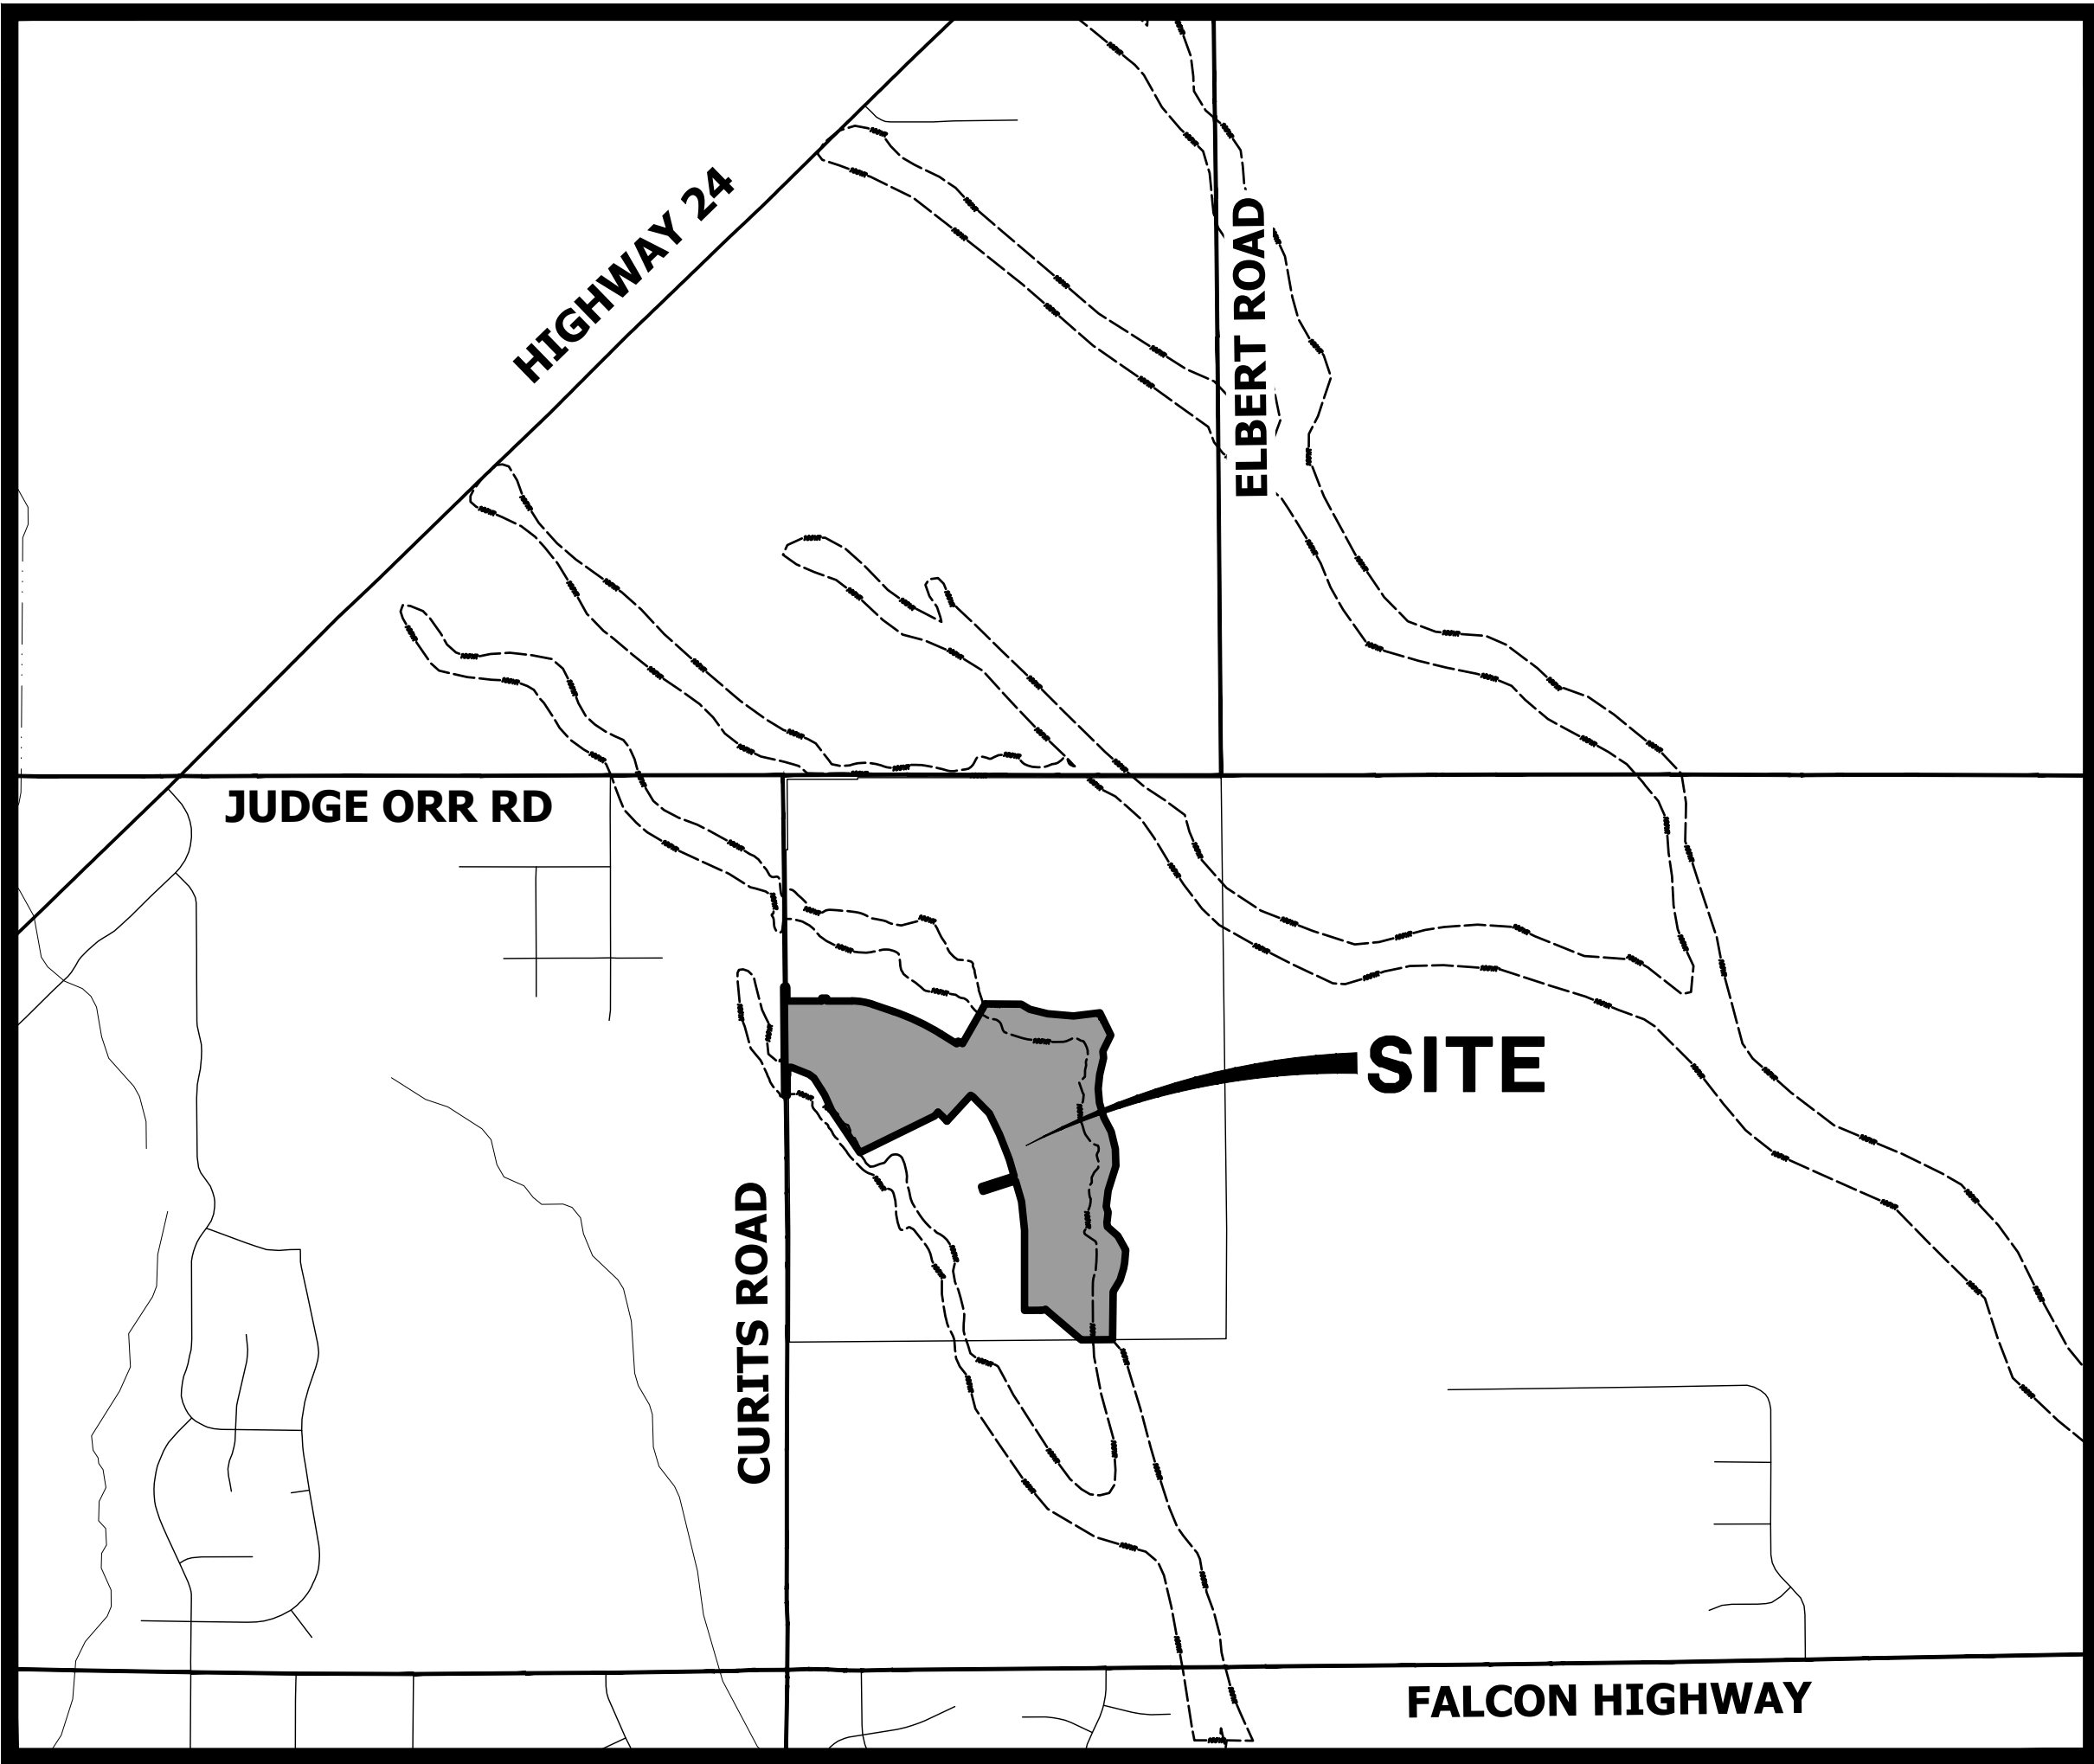 HIGHWAY 24
ELBERT ROAD
JUDGE ORR RD
SITE
CURITS ROAD
FALCON HIGHWAY